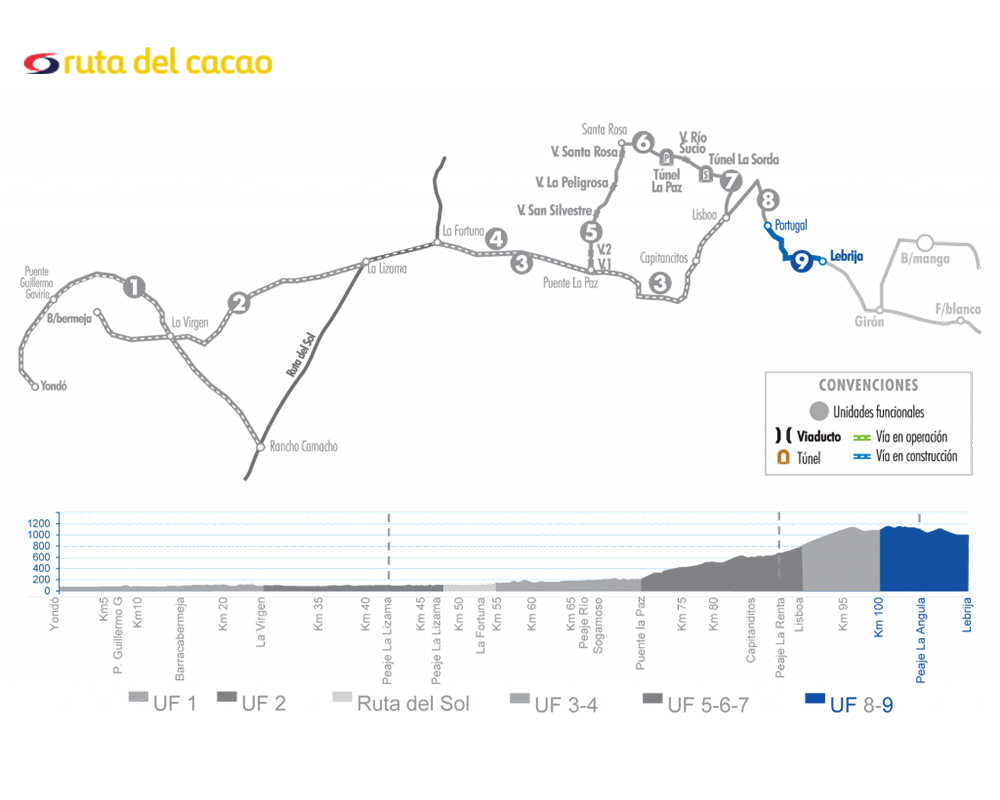 ruta del cacao
Santa Rosa
6
V. Río
Sucio
V. Santa Rosa
P
Túnel La Sorda
Túnel
La Paz
S
7
V. La Peligrosa
8
V. San Silvestre
Lisboa
Portugal
La Fortuna
4
5
V.2
V.1
3
Capitancitos
9
Lebrija
B/manga
Puente
Guillermo
Gaviria
1
La Lizama
Puente La Paz
3
2
B/bermeja
La Virgen
Girón
F/blanca
Ruta del Sol
Yondó
Rancho Camacho
CONVENCIONES
Unidades funcionales
Viaducto
Vía en operación
Túnel
Vía en construcción
1200
1000
800
600
400
200
0
Yondó
Km5
P. Guillermo G
Km10
Barracabermeja
Km 20
La Virgen
Km 35
Km 40
Peaje La Lizama
Km 45
Peaje La Lizama
Km 50
La Fortuna
Km 55
Km 60
Km 65
Peaje Río
Sogamoso
Puente la Paz
Km 75
Km 80
Capitanditos
Peaje La Renta
Lisboa
Km 95
Km 100
Peaje La Angula
Lebrija
UF 1
UF 2
Ruta del Sol
UF 3-4
UF 5-6-7
UF 8-9